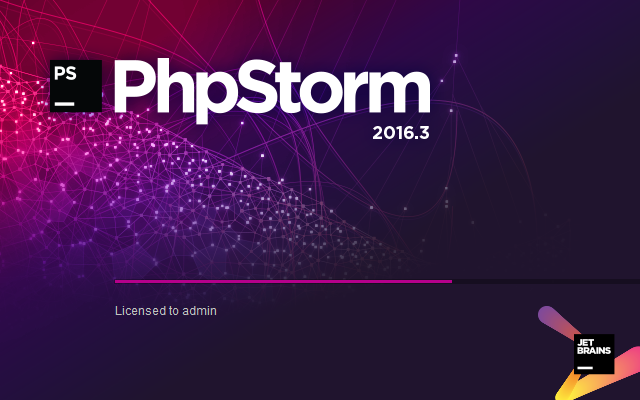 PS
PhpStorm
2016.3
Licensed to admin
JET
BRAINS